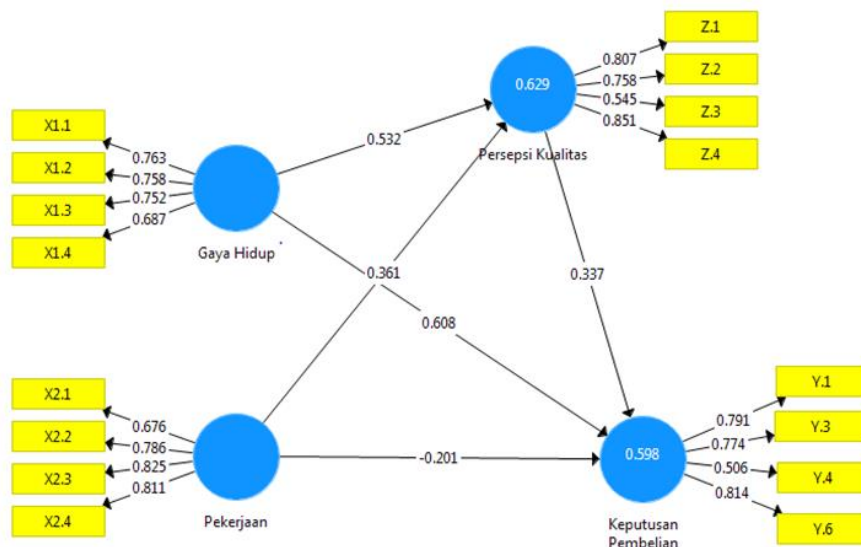 Z.1
0.807
Z.2
0.758
0.629
0.545
Z.3
0.851
Z.4
Persepsi Kualitas
X1.1
0.763
X1.2
0.758
X1.3
0.752
X1.4
0.687
Gaya Hidup
0.532
0.361
0.337
0.608
X2.1
0.676
X2.2
0.786
X2.3
0.825
X2.4
0.811
Pekerjaan
-0.201
Y.1
0.791
Y.3
0.774
0.598
0.506
Y.4
0.814
Y.6
Keputusan
Pembelian